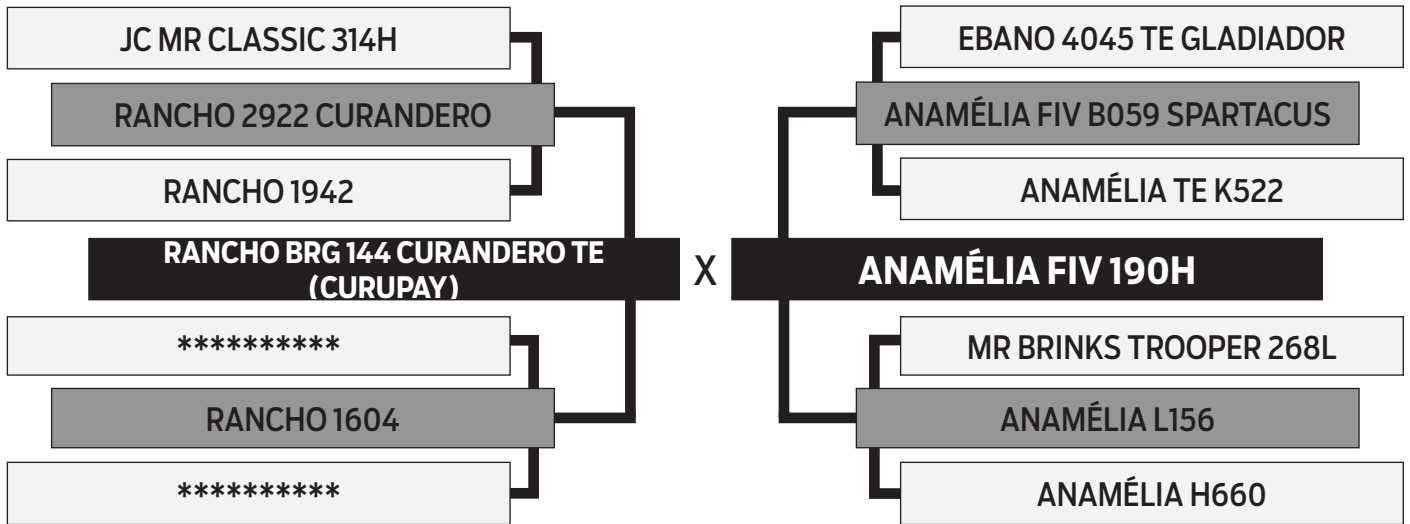 JC MR CLASSIC 314H
RANCHO 2922 CURANDERO
RANCHO 1942
RANCHO BRG 144 CURANDERO TE
(CURUPAY)
**********
RANCHO 1604
**********
X
EBANO 4045 TE GLADIADOR
ANAMÉLIA FIV B059 SPARTACUS
ANAMÉLIA TE K522
ANAMÉLIA FIV 190H
MR BRINKS TROOPER 268L
ANAMÉLIA L156
ANAMÉLIA H660